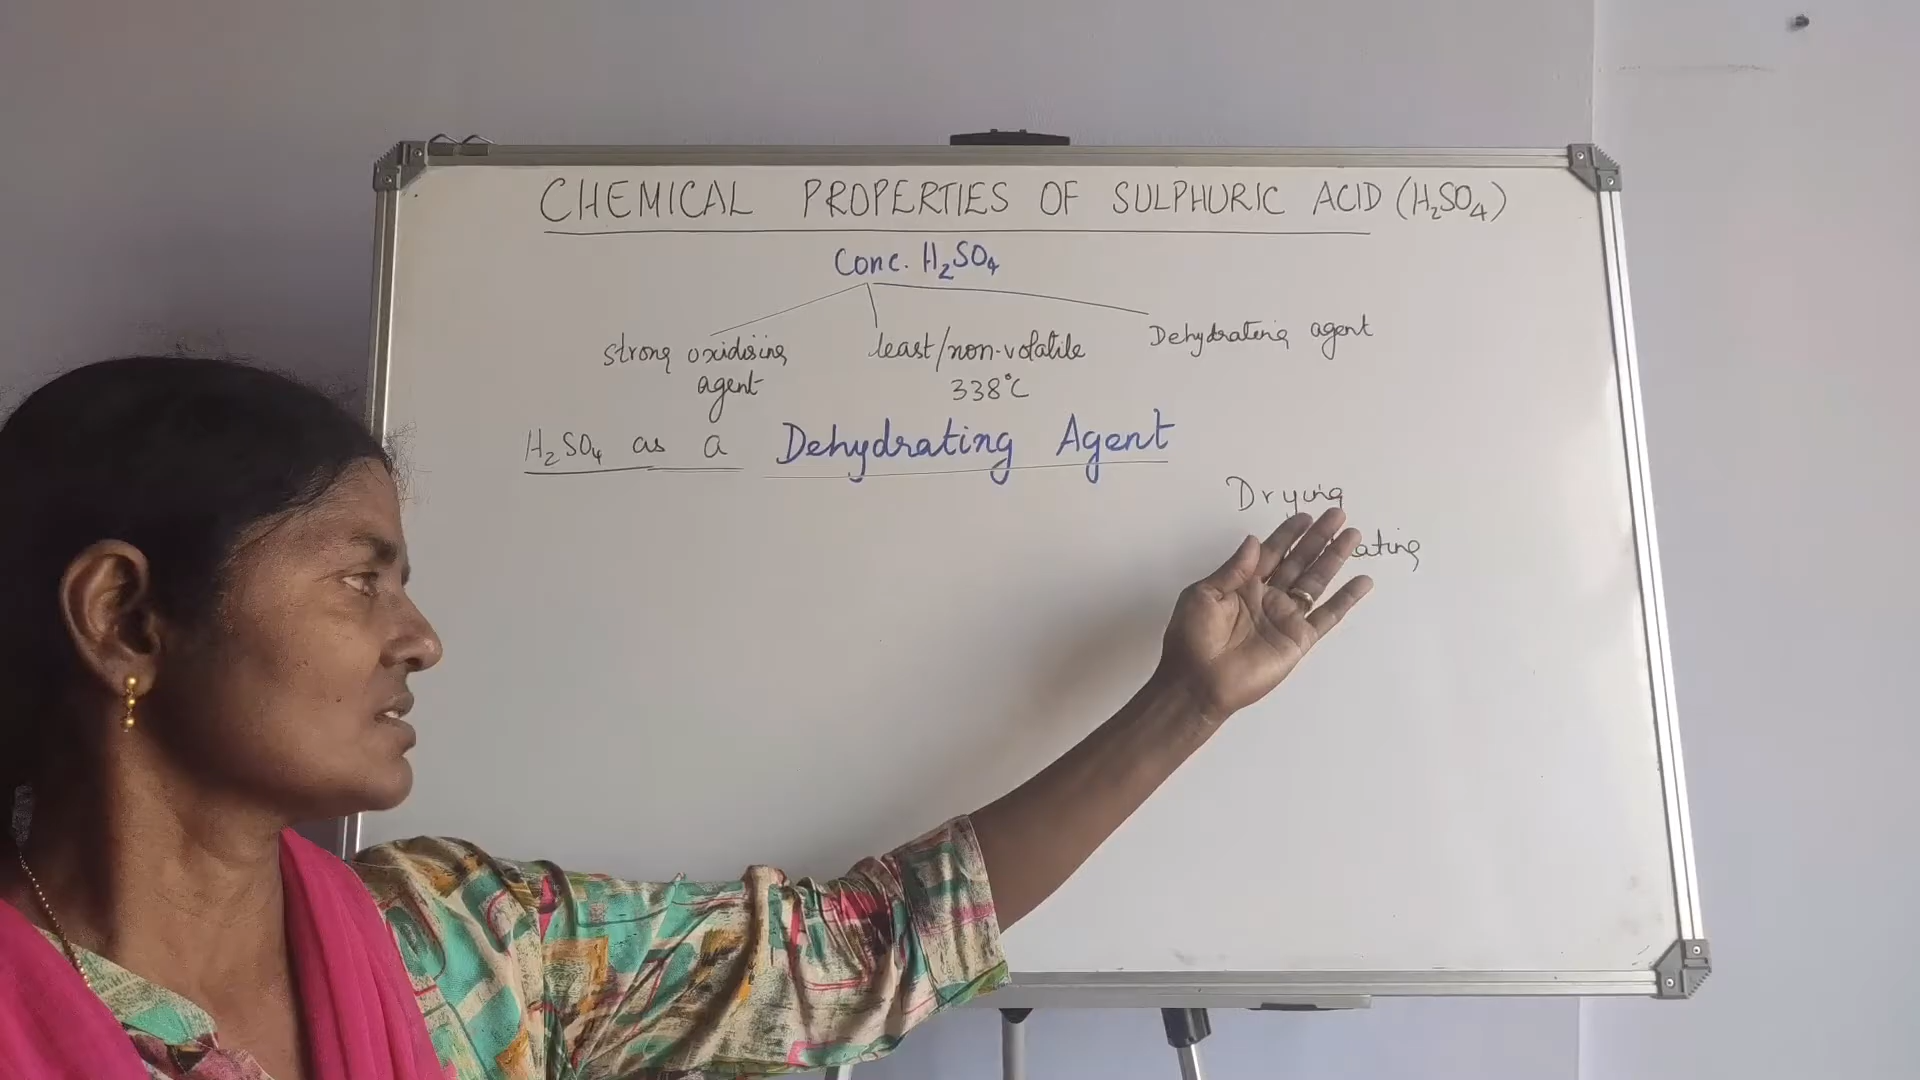 CHEMICAL PROPERTIES OF SULPHURIC ACID (H₂SO₄)
Conc. H₂SO₄
strong oxidising agent
least/non-volatile 338°C
Dehydrating agent
H₂SO₄ as a Dehydrating Agent
Drying
ating